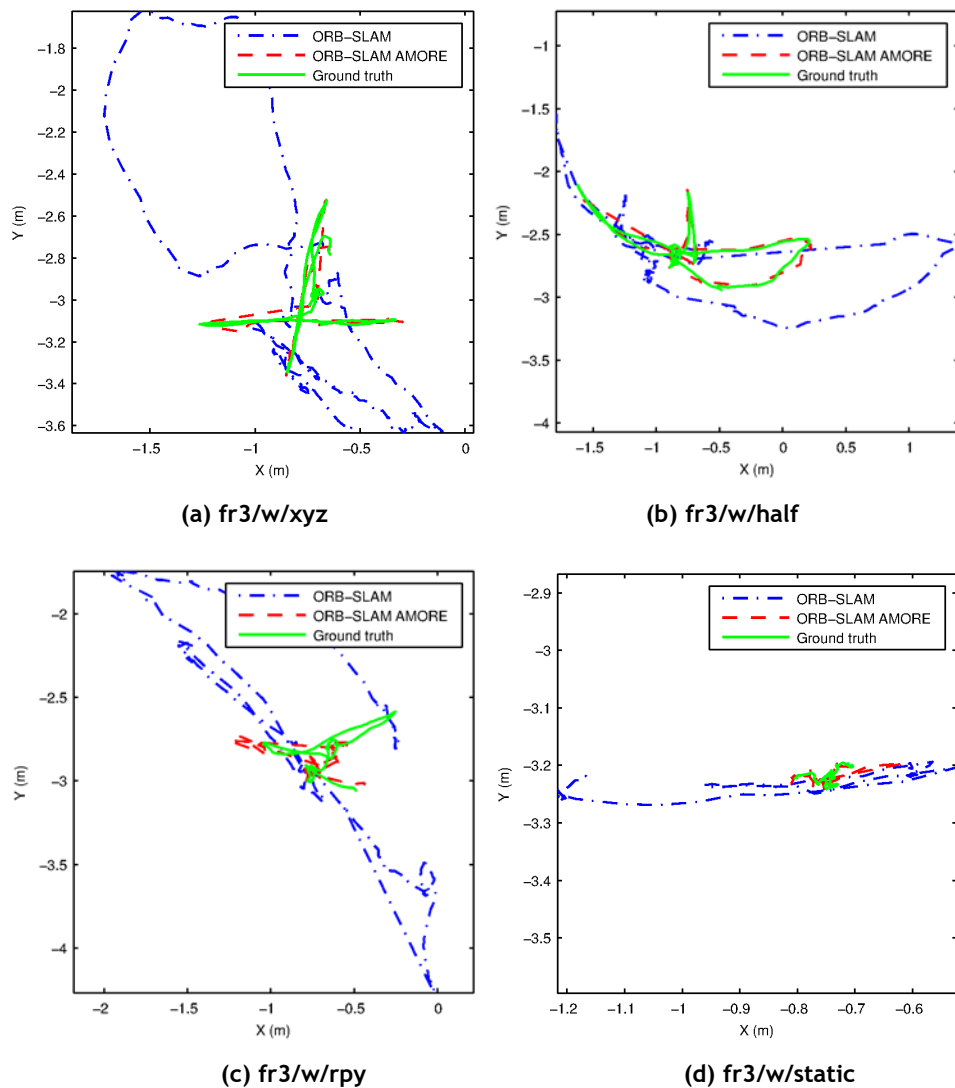 ORB-SLAM
ORB-SLAM AMORE
Ground truth
-1.8
-2
-2.2
-2.4
-2.6
-2.8
-3
-3.2
-3.4
-3.6
Y (m)
-1.5
-1
-0.5
0
X (m)
(a) fr3/w/xyz
ORB-SLAM
ORB-SLAM AMORE
Ground truth
-1
-1.5
-2
-2.5
-3
-3.5
-4
Y (m)
-1.5
-1
-0.5
0
0.5
1
X (m)
(b) fr3/w/half
ORB-SLAM
ORB-SLAM AMORE
Ground truth
-2
-2.5
-3
-3.5
-4
Y (m)
-2
-1.5
-1
-0.5
0
X (m)
(c) fr3/w/rpy
ORB-SLAM
ORB-SLAM AMORE
Ground truth
-2.9
-3
-3.1
-3.2
-3.3
-3.4
-3.5
Y (m)
-1.2
-1.1
-1
-0.9
-0.8
-0.7
-0.6
X (m)
(d) fr3/w/static